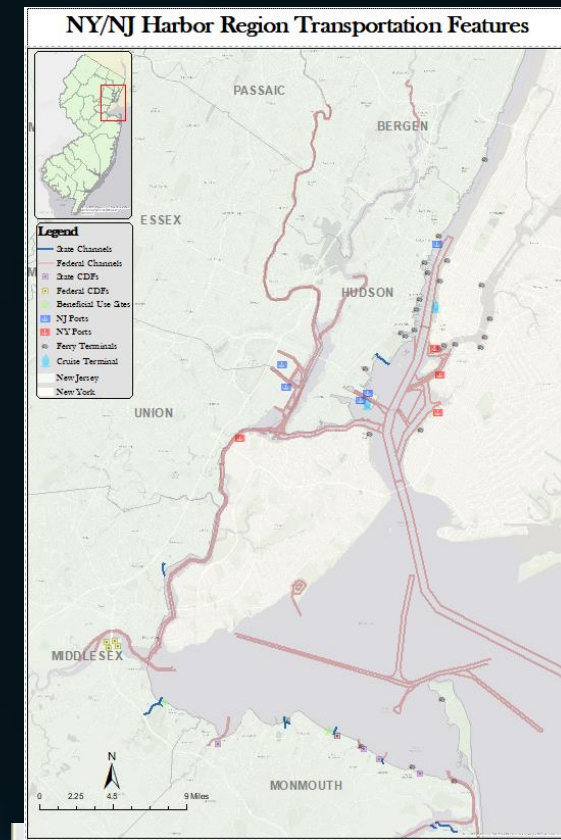 NY/NJ Harbor Region Transportation Features
PASSAIC
BERGEN
ESSEX
HUDSON
Legend
State Channels
Federal Channels
State CDFs
Federal CDFs
Beneficial Use Sites
NJ Ports
NY Ports
Ferry Terminals
Cruise Terminal
New Jersey
New York
UNION
MIDDLESEX
MONMOUTH
N
0 2.25 4.5 9 Miles